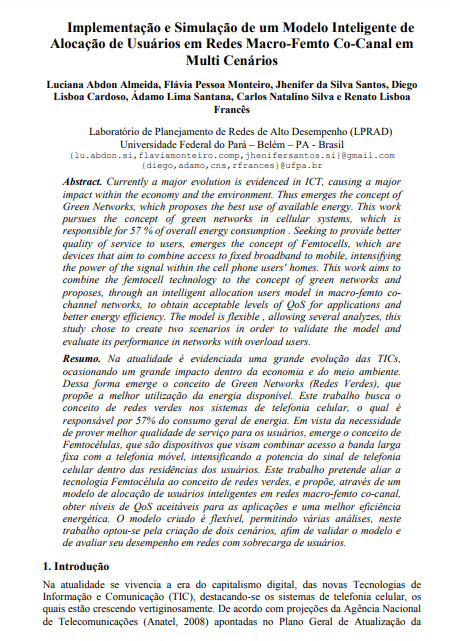 Implementação e Simulação de um Modelo Inteligente de
Alocação de Usuários em Redes Macro-Femto Co-Canal em
Multi Cenários
Luciana Abdon Almeida, Flávia Pessoa Monteiro, Jhenifer da Silva Santos, Diego
Lisboa Cardoso, Ádamo Lima Santana, Carlos Natalino Silva e Renato Lisboa
Francês
Laboratório de Planejamento de Redes de Alto Desempenho (LPRAD)
Universidade Federal do Pará – Belém – PA - Brasil
{lu.abdon.si,flaviamonteiro.comp,jhenifersantos.si}@gmail.com
{diego,adamo,cns,rfrances}@ufpa.br
Abstract. Currently a major evolution is evidenced in ICT, causing a major
impact within the economy and the environment. Thus emerges the concept of
Green Networks, which proposes the best use of available energy. This work
pursues the concept of green networks in cellular systems, which is
responsible for 57 % of overall energy consumption . Seeking to provide better
quality of service to users, emerges the concept of Femtocells, which are
devices that aim to combine access to fixed broadband to mobile, intensifying
the power of the signal within the cell phone users' homes. This work aims to
combine the femtocell technology to the concept of green networks and
proposes, through an intelligent allocation users model in macro-femto co-
channel networks, to obtain acceptable levels of QoS for applications and
better energy efficiency. The model is flexible , allowing several analyzes, this
study chose to create two scenarios in order to validate the model and
evaluate its performance in networks with overload users.
Resumo. Na atualidade é evidenciada uma grande evolução das TICs,
ocasionando um grande impacto dentro da economia e do meio ambiente.
Dessa forma emerge o conceito de Green Networks (Redes Verdes), que
propõe a melhor utilização da energia disponível. Este trabalho busca o
conceito de redes verdes nos sistemas de telefonia celular, o qual é
responsável por 57% do consumo geral de energia. Em vista da necessidade
de prover melhor qualidade de serviço para os usuários, emerge o conceito de
Femtocélulas, que são dispositivos que visam combinar acesso a banda larga
fixa com a telefonia móvel, intensificando a potencia do sinal de telefonia
celular dentro das residências dos usuários. Este trabalho pretende aliar a
tecnologia Femtocélula ao conceito de redes verdes, e propõe, através de um
modelo de alocação de usuários inteligentes em redes macro-femto co-canal,
obter níveis de QoS aceitáveis para as aplicações e uma melhor eficiência
energética. O modelo criado é flexível, permitindo várias análises, neste
trabalho optou-se pela criação de dois cenários, afim de validar o modelo e
de avaliar seu desempenho em redes com sobrecarga de usuários.
1. Introdução
Na atualidade se vivencia a era do capitalismo digital, das novas Tecnologias de
Informação e Comunicação (TIC), destacando-se os sistemas de telefonia celular, os
quais estão crescendo vertiginosamente. De acordo com projeções da Agência Nacional
de Telecomunicações (Anatel, 2008) apontadas no Plano Geral de Atualização da